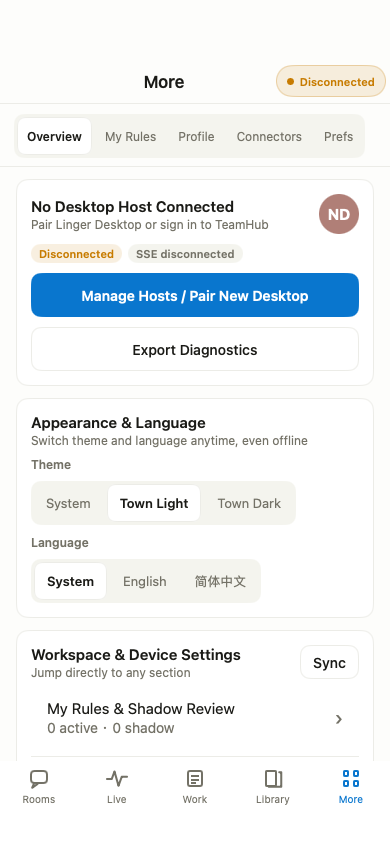 More
Disconnected
Overview
My Rules
Profile
Connectors
Prefs
No Desktop Host Connected
Pair Linger Desktop or sign in to TeamHub
ND
Disconnected
SSE disconnected
Manage Hosts / Pair New Desktop
Export Diagnostics
Appearance & Language
Switch theme and language anytime, even offline
Theme
System
Town Light
Town Dark
Language
System
English
简体中文
Workspace & Device Settings
Jump directly to any section
Sync
My Rules & Shadow Review
0 active · 0 shadow
Rooms
Live
Work
Library
More